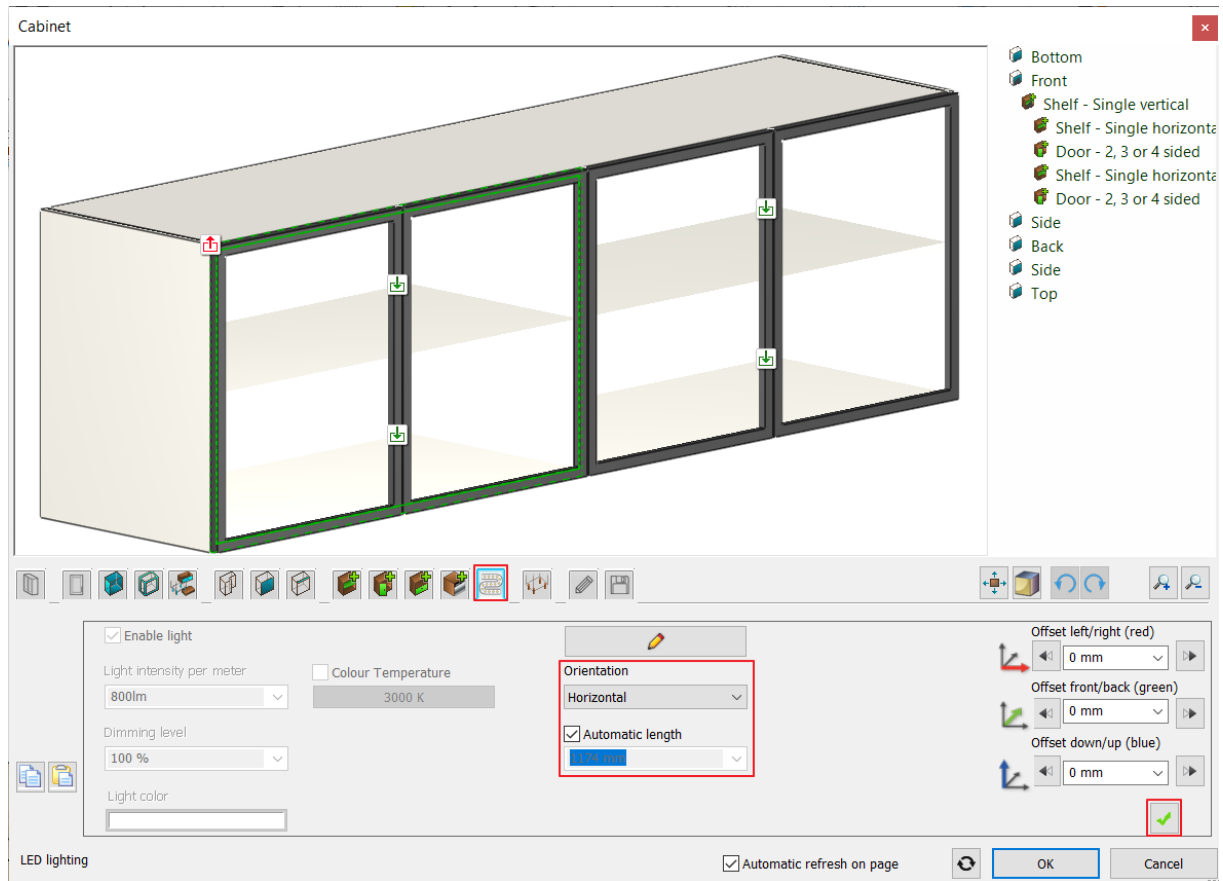 Cabinet
Bottom
Front
Shelf - Single vertical
Shelf - Single horizonta
Door - 2, 3 or 4 sided
Shelf - Single horizonta
Door - 2, 3 or 4 sided
Side
Back
Side
Top
Enable light
Light intensity per meter
800lm
Colour Temperature
3000 K
Dimming level
100 %
Light color
Orientation
Horizontal
Automatic length
1174 mm
Offset left/right (red)
0 mm
Offset front/back (green)
0 mm
Offset down/up (blue)
0 mm
LED lighting
Automatic refresh on page
OK
Cancel